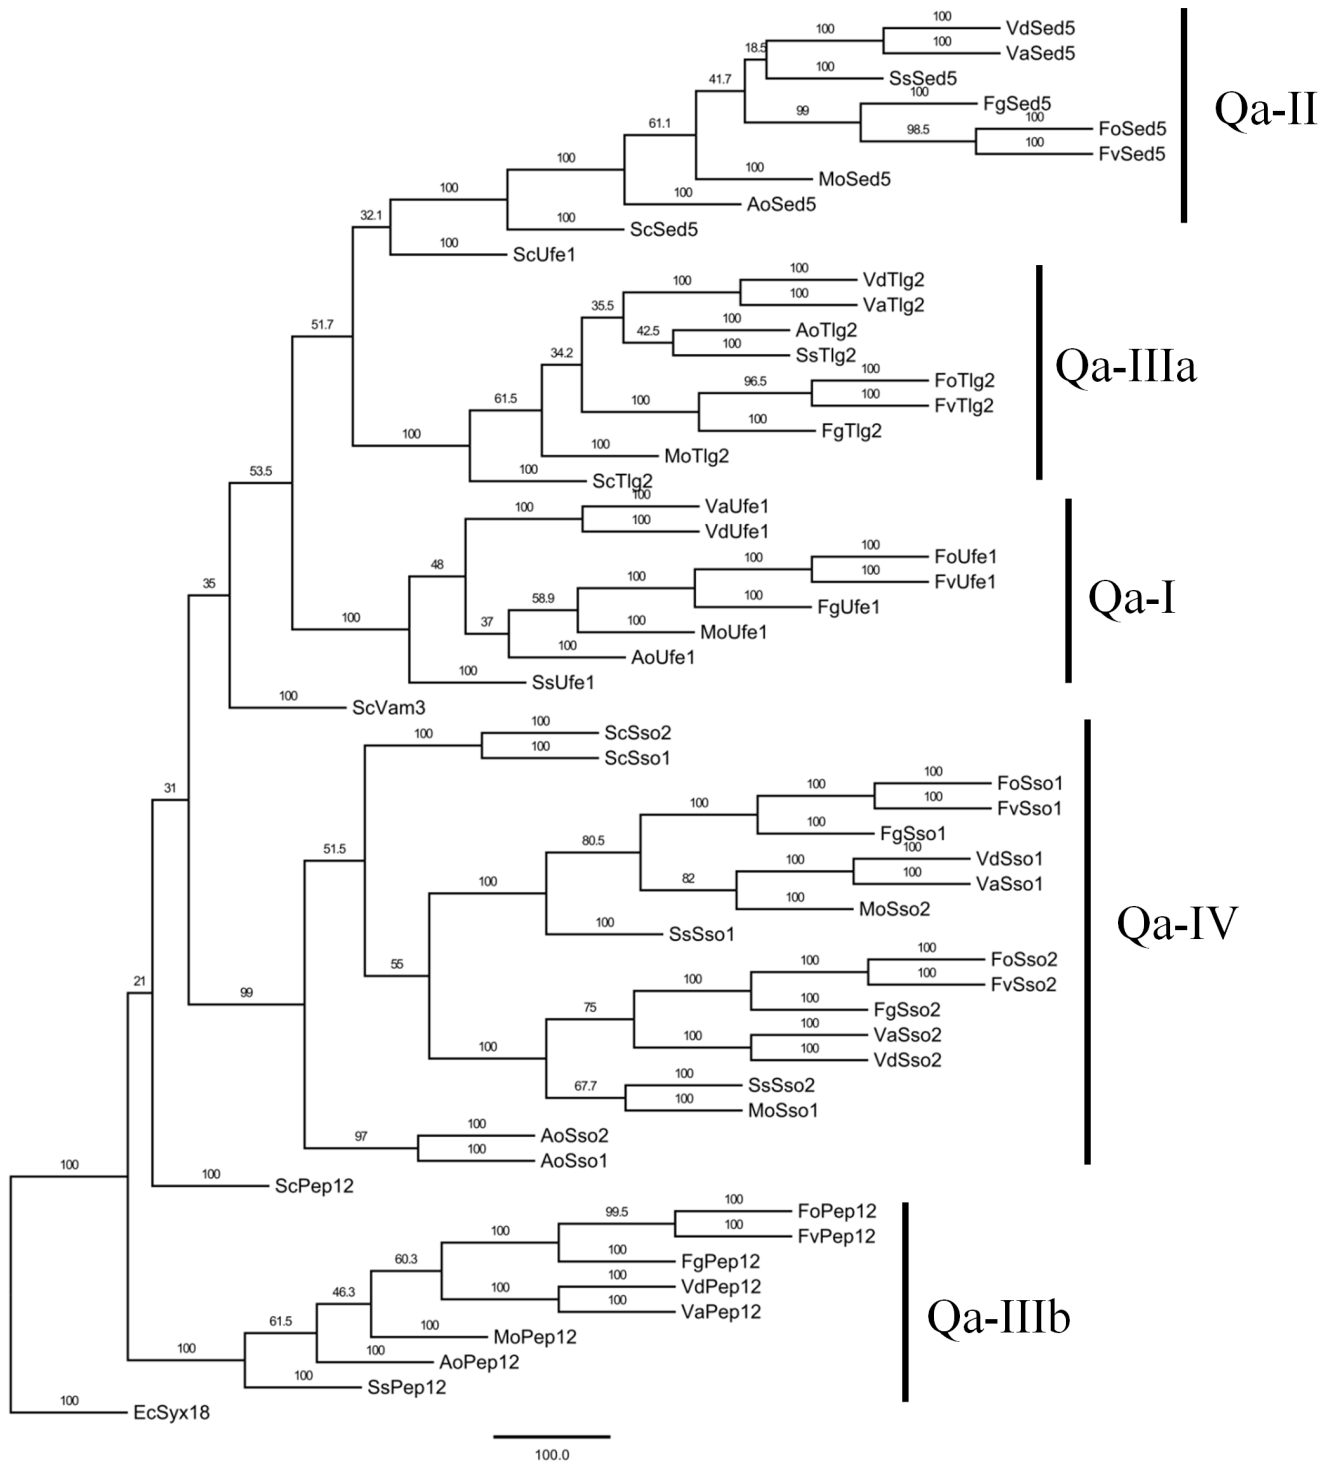 100
VdSed5
100
100
VaSed5
18.5
100
SsSed5
41.7
100
FgSed5
99
100
FoSed5
98.5
100
FvSed5
61.1
100
MoSed5
100
100
AoSed5
100
100
ScSed5
32.1
100
ScUfe1
Qa-II
100
VdTlg2
100
100
VaTlg2
35.5
100
AoTlg2
42.5
100
SsTlg2
51.7
34.2
100
FoTlg2
96.5
100
FvTlg2
61.5
100
100
FgTlg2
100
100
MoTlg2
100
ScTlg2
Qa-IIIa
53.5
100
VaUfe1
100
100
VdUfe1
48
100
FoUfe1
100
100
FvUfe1
100
100
FgUfe1
58.9
100
MoUfe1
37
100
AoUfe1
100
100
SsUfe1
Qa-I
35
100
ScVam3
100
ScSso2
100
100
ScSso1
31
100
FoSso1
100
100
FvSso1
100
100
FgSso1
51.5
80.5
100
VdSso1
100
100
VaSso1
82
100
MoSso2
100
100
SsSso1
55
100
FoSso2
100
100
FvSso2
100
100
FgSso2
75
100
VaSso2
100
100
VdSso2
100
100
SsSso2
67.7
100
MoSso1
99
100
AoSso2
97
100
AoSso1
Qa-IV
21
100
ScPep12
100
100
FoPep12
99.5
100
FvPep12
100
100
FgPep12
60.3
100
VdPep12
100
100
VaPep12
46.3
100
MoPep12
61.5
100
AoPep12
100
100
SsPep12
Qa-IIIb
100
EcSyx18
100.0